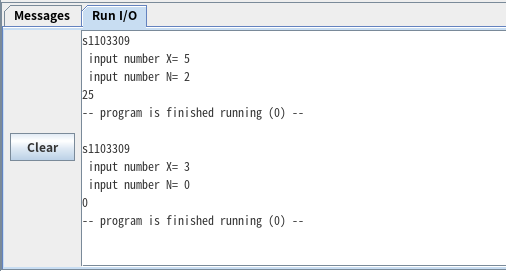 Messages
Run I/O
Clear
s1103309
input number X= 5
input number N= 2
25
-- program is finished running (0) --
s1103309
input number X= 3
input number N= 0
0
-- program is finished running (0) --